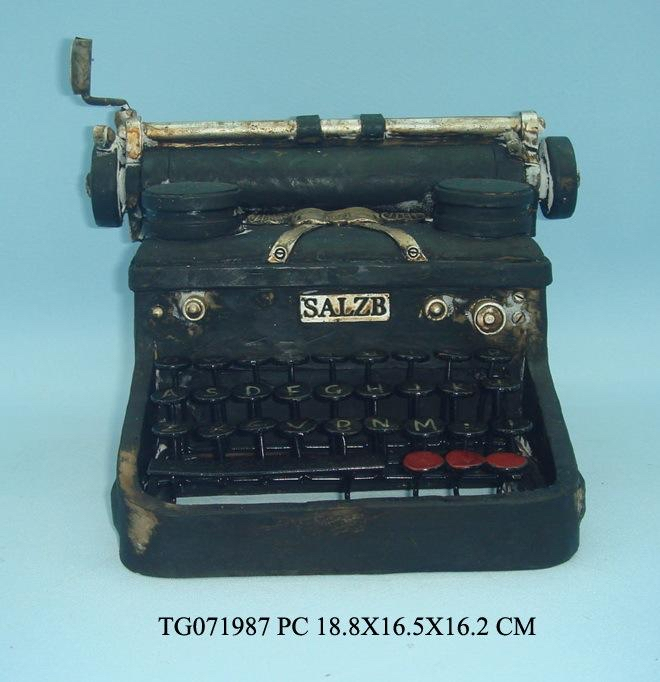 SALZB
A S D F G H J K L
V D N M
TG071987 PC 18.8X16.5X16.2 CM